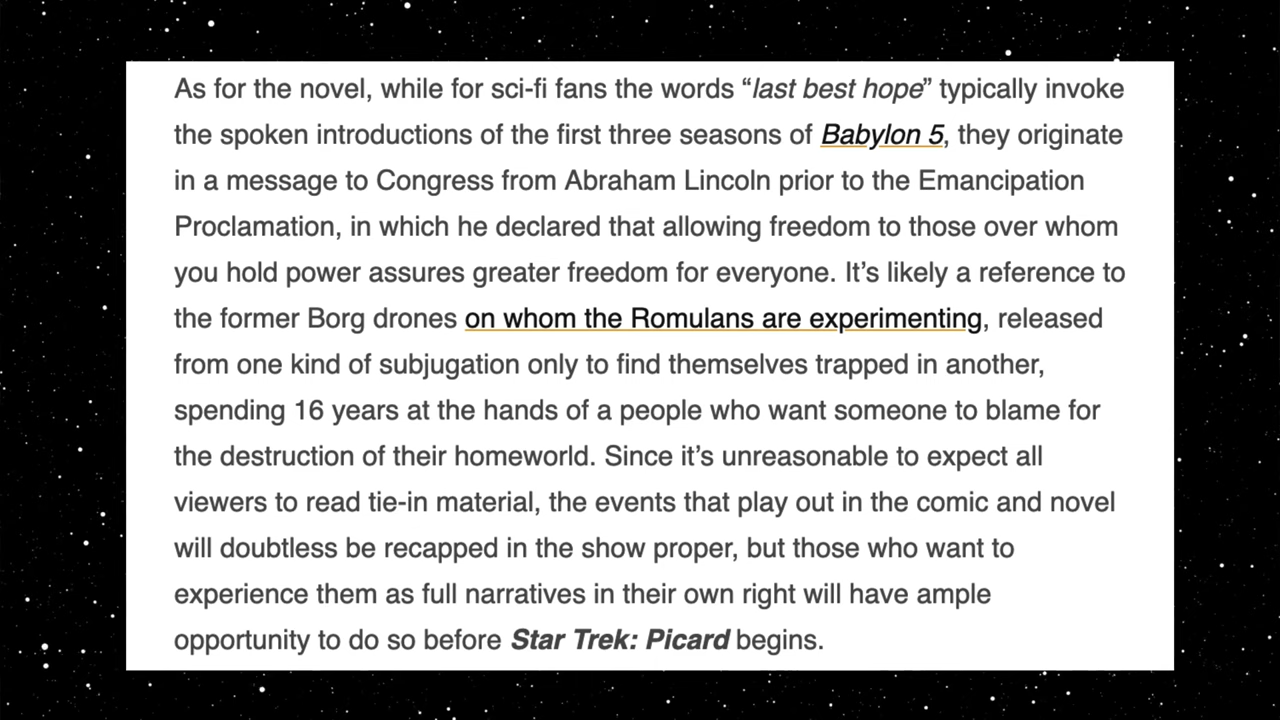 As for the novel, while for sci-fi fans the words “last best hope” typically invoke
the spoken introductions of the first three seasons of Babylon 5, they originate
in a message to Congress from Abraham Lincoln prior to the Emancipation
Proclamation, in which he declared that allowing freedom to those over whom
you hold power assures greater freedom for everyone. It’s likely a reference to
the former Borg drones on whom the Romulans are experimenting, released
from one kind of subjugation only to find themselves trapped in another,
spending 16 years at the hands of a people who want someone to blame for
the destruction of their homeworld. Since it’s unreasonable to expect all
viewers to read tie-in material, the events that play out in the comic and novel
will doubtless be recapped in the show proper, but those who want to
experience them as full narratives in their own right will have ample
opportunity to do so before Star Trek: Picard begins.